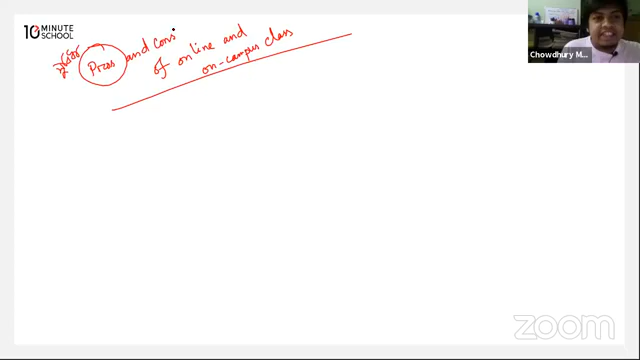 10 MINUTE
SCHOOL
Pros and cons
of online and
on-campus class
Chowdhury M...
zoom